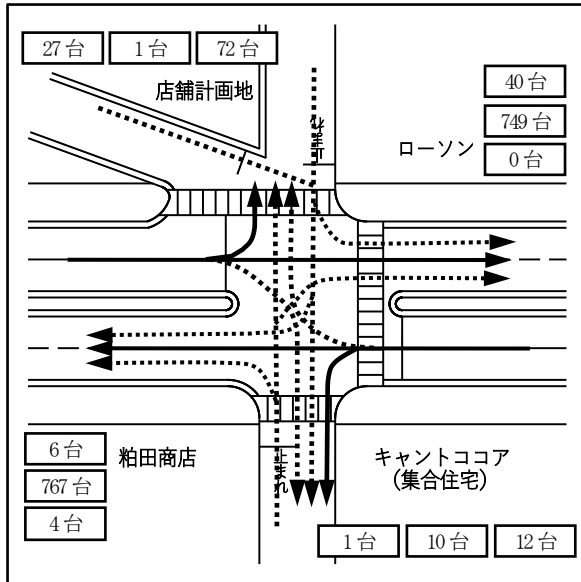 27台 1台 72台
店舗計画地
40台
749台
0台
ローソン
止まれ
6台
767台
4台
粕田商店
止まれ
キャントココア
(集合住宅)
1台 10台 12台